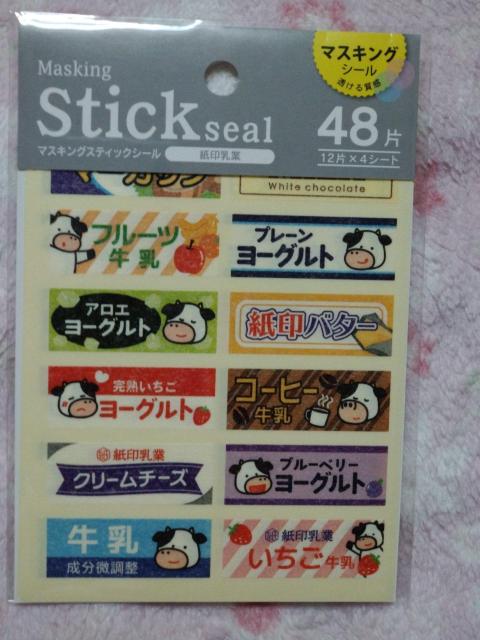 Masking
Stick seal
マスキングスティックシール
紙印乳業
マスキング
シール
透ける質感
48片
12片×4シート
White chocolate
フルーツ
牛乳
プレーン
ヨーグルト
アロエ
ヨーグルト
紙印バター
完熟いちご
ヨーグルト
コーヒー
牛乳
紙印乳業
クリームチーズ
ブルーベリー
ヨーグルト
牛乳
成分微調整
紙印乳業
いちご牛乳